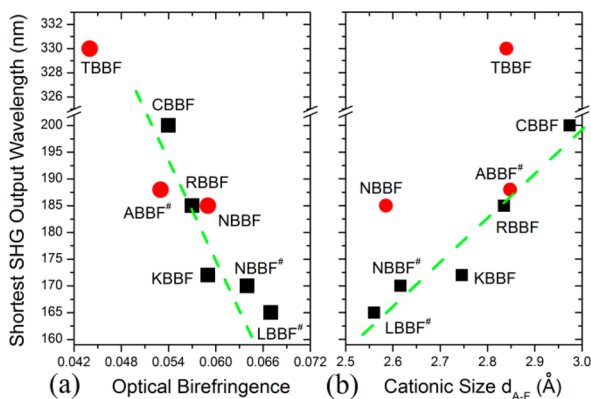 Shortest SHG Output Wavelength (nm)
330
328
326
200
195
190
185
180
175
170
165
160
TBBF
CBBF
RBBF
ABBF#
NBBF
KBBF
NBBF#
LBBF#
0.042 0.048 0.054 0.060 0.066 0.072
(a) Optical Birefringence
TBBF
CBBF
ABBF#
NBBF
RBBF
NBBF#
KBBF
LBBF#
2.5 2.6 2.7 2.8 2.9 3.0
(b) Cationic Size d_A-F (Å)